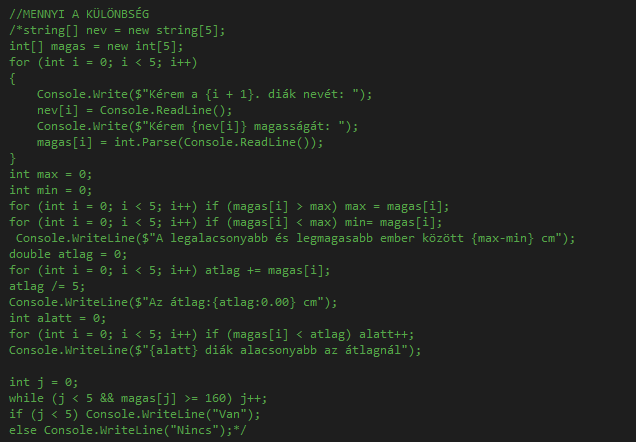 //MENNYI A KÜLÖNBSÉG
/*string[] nev = new string[5];
int[] magas = new int[5];
for (int i = 0; i < 5; i++)
{
    Console.Write($"Kérem a {i + 1}. diák nevét: ");
    nev[i] = Console.ReadLine();
    Console.Write($"Kérem {nev[i]} magasságát: ");
    magas[i] = int.Parse(Console.ReadLine());
}
int max = 0;
int min = 0;
for (int i = 0; i < 5; i++) if (magas[i] > max) max = magas[i];
for (int i = 0; i < 5; i++) if (magas[i] < max) min= magas[i];
 Console.WriteLine($"A legalacsonyabb és legmagasabb ember között {max-min} cm");
double atlag = 0;
for (int i = 0; i < 5; i++) atlag += magas[i];
atlag /= 5;
Console.WriteLine($"Az átlag:{atlag:0.00} cm");
int alatt = 0;
for (int i = 0; i < 5; i++) if (magas[i] < atlag) alatt++;
Console.WriteLine($"{alatt} diák alacsonyabb az átlagnál");

int j = 0;
while (j < 5 && magas[j] >= 160) j++;
if (j < 5) Console.WriteLine("Van");
else Console.WriteLine("Nincs");*/